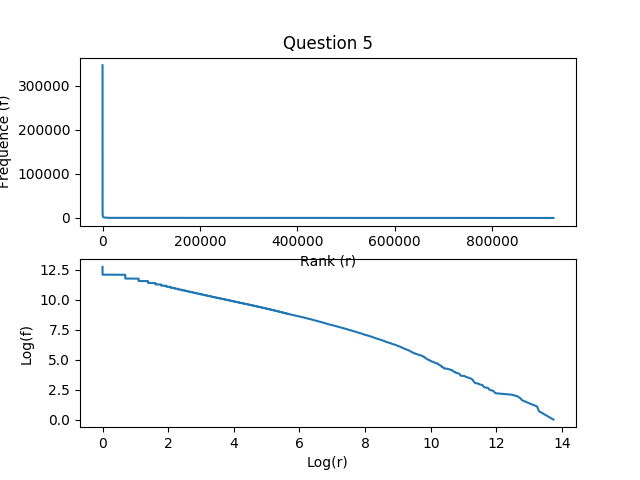 Question 5
Frequence (f)
300000
200000
100000
0
0 200000 400000 600000 800000
Rank (r)
Log(f)
12.5
10.0
7.5
5.0
2.5
0.0
0 2 4 6 8 10 12 14
Log(r)